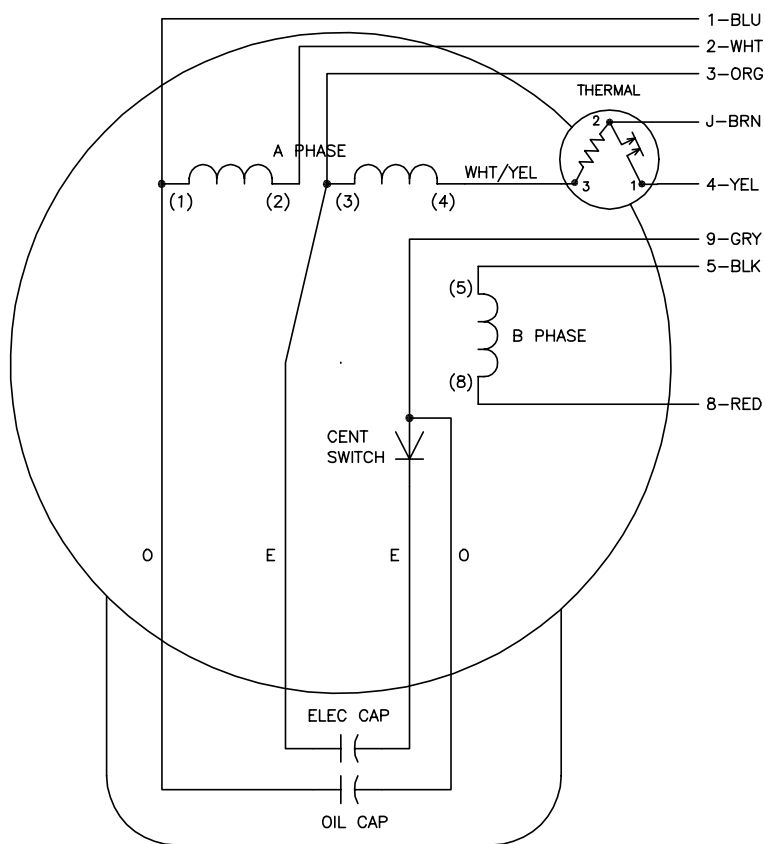 1-BLU
2-WHT
3-ORG
THERMAL
2
J-BRN
A PHASE
WHT/YEL
3
1
4-YEL
(1)
(2)
(3)
(4)
9-GRY
5-BLK
(5)
B PHASE
(8)
8-RED
CENT
SWITCH
O
E
E
O
ELEC CAP
OIL CAP